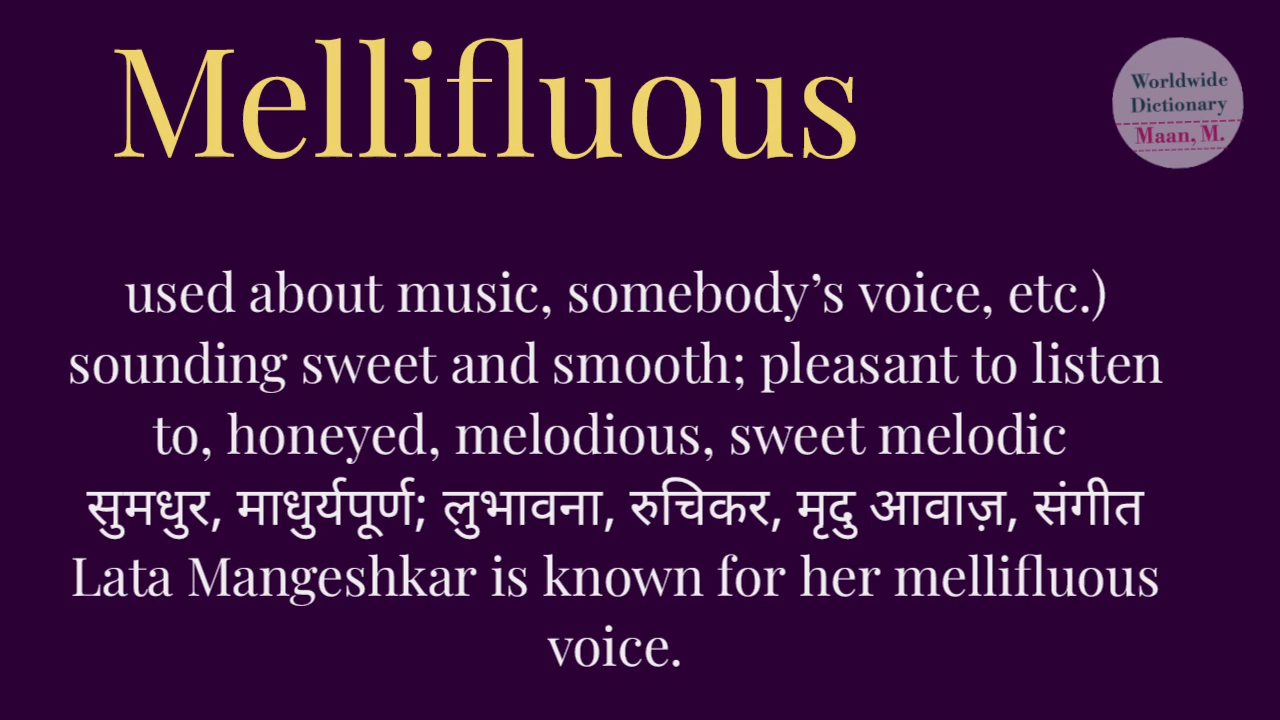 Mellifluous
Worldwide
Dictionary
Maan, M.
used about music, somebody’s voice, etc.)
sounding sweet and smooth; pleasant to listen
to, honeyed, melodious, sweet melodic
सुमधुर, माधुर्यपूर्ण; लुभावना, रुचिकर, मृदु आवाज़, संगीत
Lata Mangeshkar is known for her mellifluous
voice.